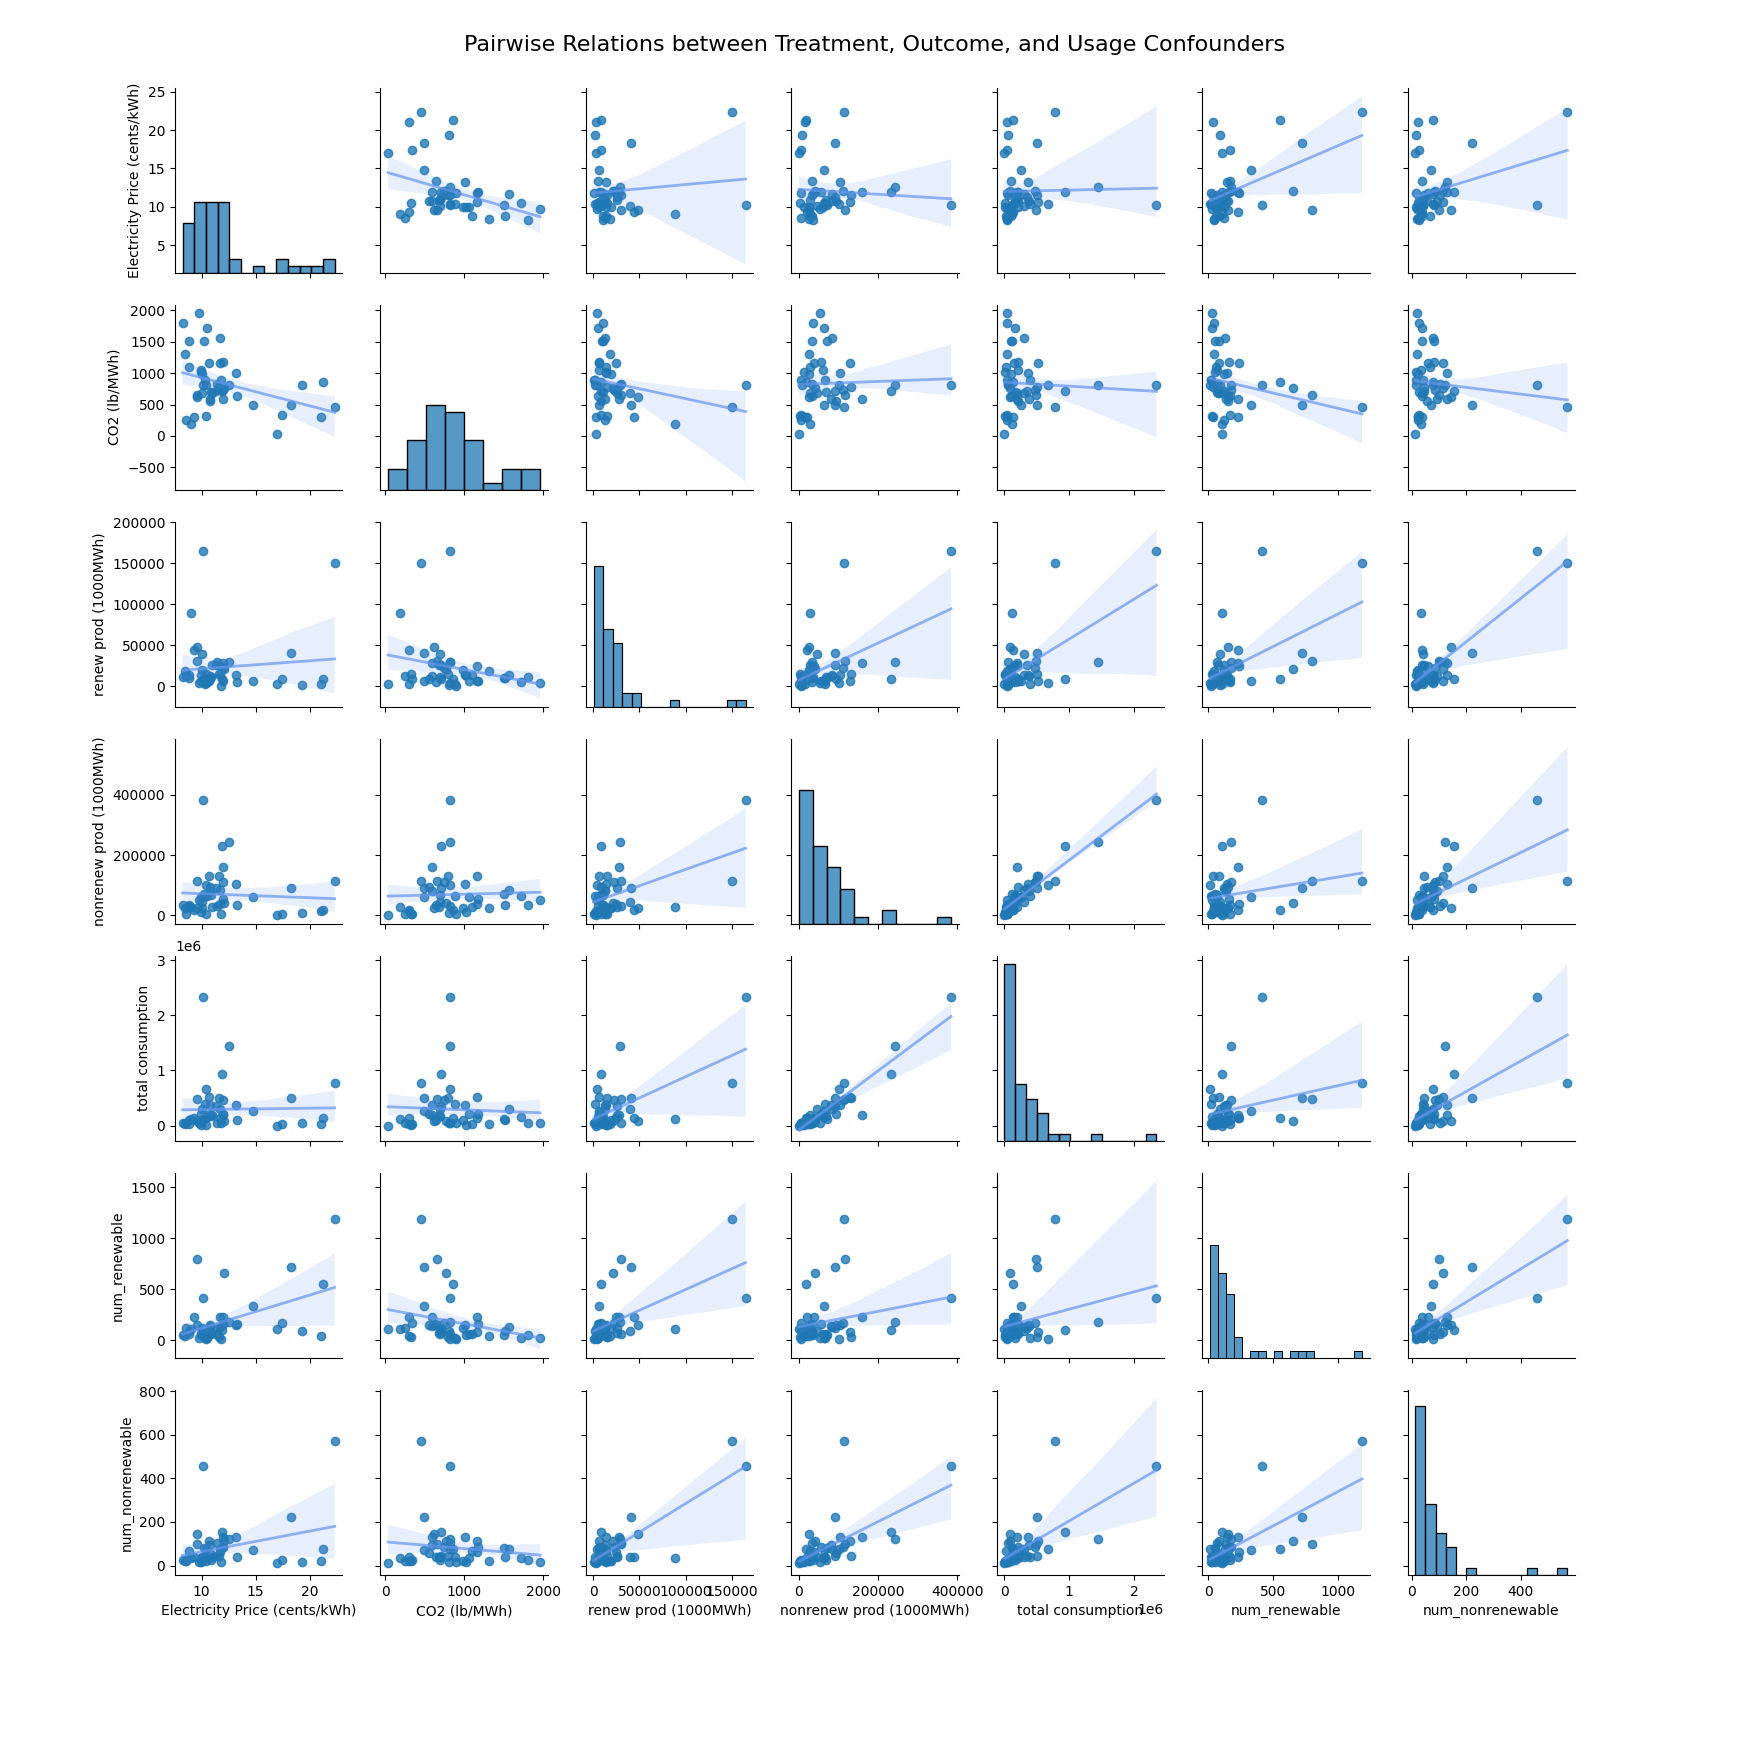 Pairwise Relations between Treatment, Outcome, and Usage Confounders
Electricity Price (cents/kWh)
25
20
15
10
5
CO2 (lb/MWh)
2000
1500
1000
500
0
−500
renew prod (1000MWh)
200000
150000
100000
50000
0
nonrenew prod (1000MWh)
400000
200000
0
1e6
total consumption
3
2
1
0
num_renewable
1500
1000
500
0
num_nonrenewable
800
600
400
200
0
10 15 20
0 1000 2000
0 50000 100000 150000
0 200000 400000
0 1 2
0 500 1000
0 200 400
Electricity Price (cents/kWh)
CO2 (lb/MWh)
renew prod (1000MWh)
nonrenew prod (1000MWh)
total consumption
1e6
num_renewable
num_nonrenewable